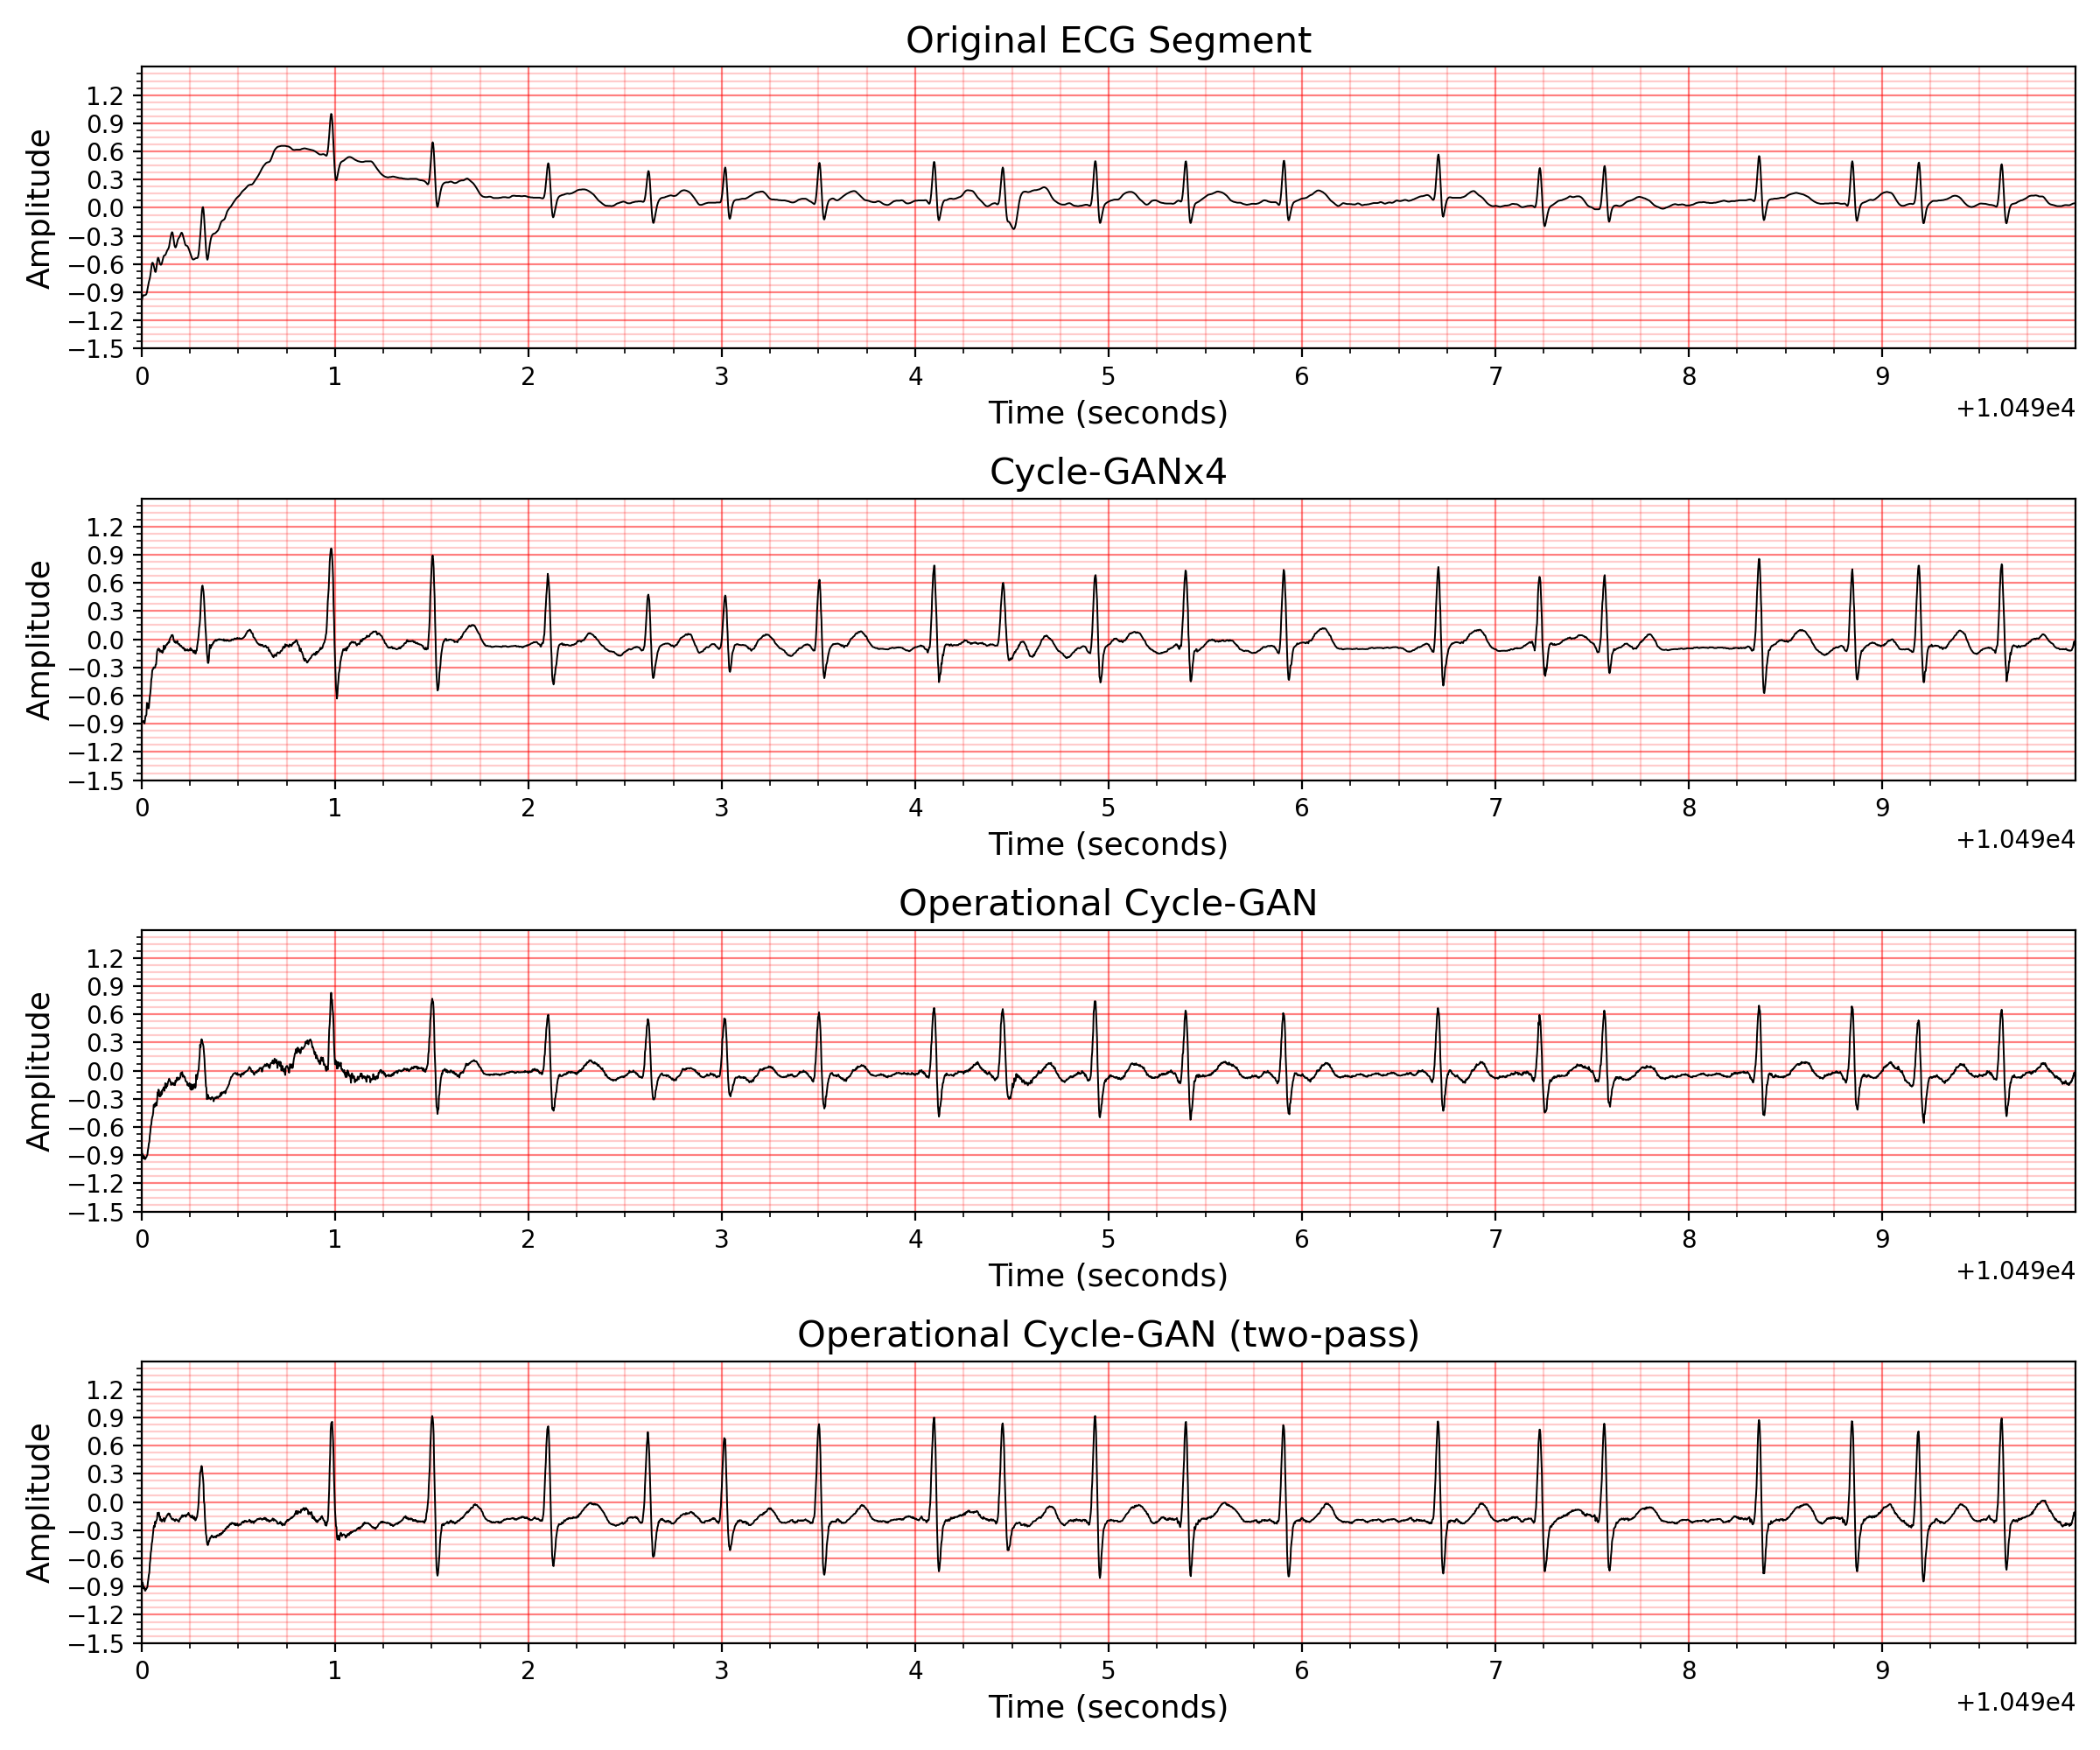 Original ECG Segment
Amplitude
1.2
0.9
0.6
0.3
0.0
−0.3
−0.6
−0.9
−1.2
−1.5
0 1 2 3 4 5 6 7 8 9
Time (seconds)
+1.049e4
Cycle-GANx4
Amplitude
1.2
0.9
0.6
0.3
0.0
−0.3
−0.6
−0.9
−1.2
−1.5
0 1 2 3 4 5 6 7 8 9
Time (seconds)
+1.049e4
Operational Cycle-GAN
Amplitude
1.2
0.9
0.6
0.3
0.0
−0.3
−0.6
−0.9
−1.2
−1.5
0 1 2 3 4 5 6 7 8 9
Time (seconds)
+1.049e4
Operational Cycle-GAN (two-pass)
Amplitude
1.2
0.9
0.6
0.3
0.0
−0.3
−0.6
−0.9
−1.2
−1.5
0 1 2 3 4 5 6 7 8 9
Time (seconds)
+1.049e4